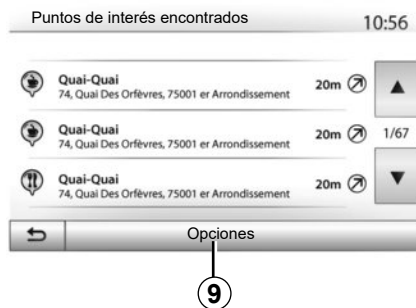 Puntos de interés encontrados 10:56
Quai-Quai
74, Quai Des Orfèvres, 75001 er Arrondissement
20m
Quai-Quai
74, Quai Des Orfèvres, 75001 er Arrondissement
20m
1/67
Quai-Quai
74, Quai Des Orfèvres, 75001 er Arrondissement
20m
Opciones
9